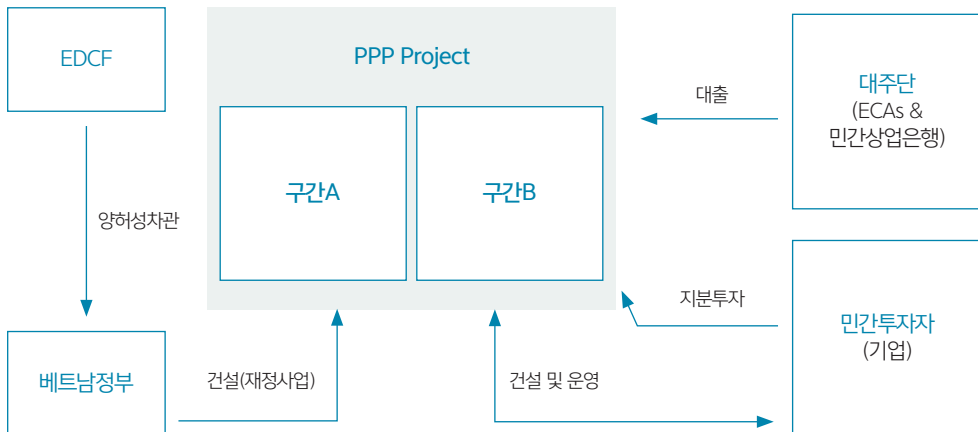 EDCF
PPP Project
대출
대주단
(ECAs &
민간상업은행)
구간A
구간B
양허성차관
지분투자
민간투자자
(기업)
베트남정부
건설(재정사업)
건설 및 운영